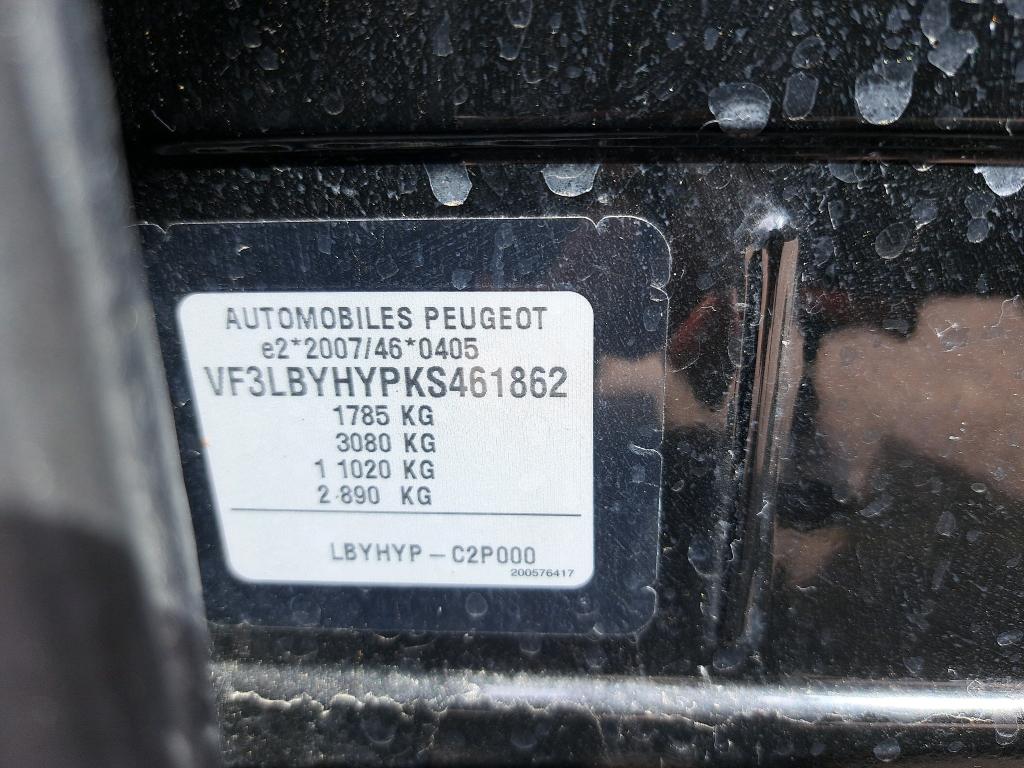 AUTOMOBILES PEUGEOT
e2*2007/46*0405
VF3LBYHYPKS461862
1785 KG
3080 KG
1 1020 KG
2 890 KG
LBYHYP - C2P000
200576417